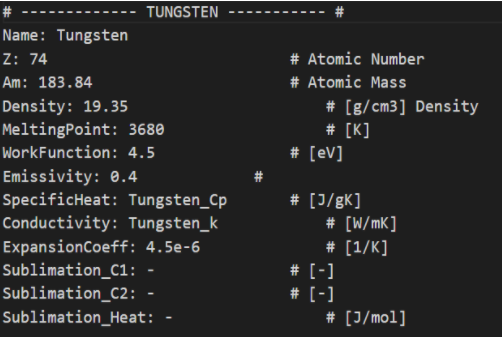 # ------------- TUNGSTEN ----------- #
Name: Tungsten
Z: 74 # Atomic Number
Am: 183.84 # Atomic Mass
Density: 19.35 # [g/cm3] Density
MeltingPoint: 3680 # [K]
WorkFunction: 4.5 # [eV]
Emissivity: 0.4 #
SpecificHeat: Tungsten_Cp # [J/gK]
Conductivity: Tungsten_k # [W/mK]
ExpansionCoeff: 4.5e-6 # [1/K]
Sublimation_C1: - # [-]
Sublimation_C2: - # [-]
Sublimation_Heat: - # [J/mol]